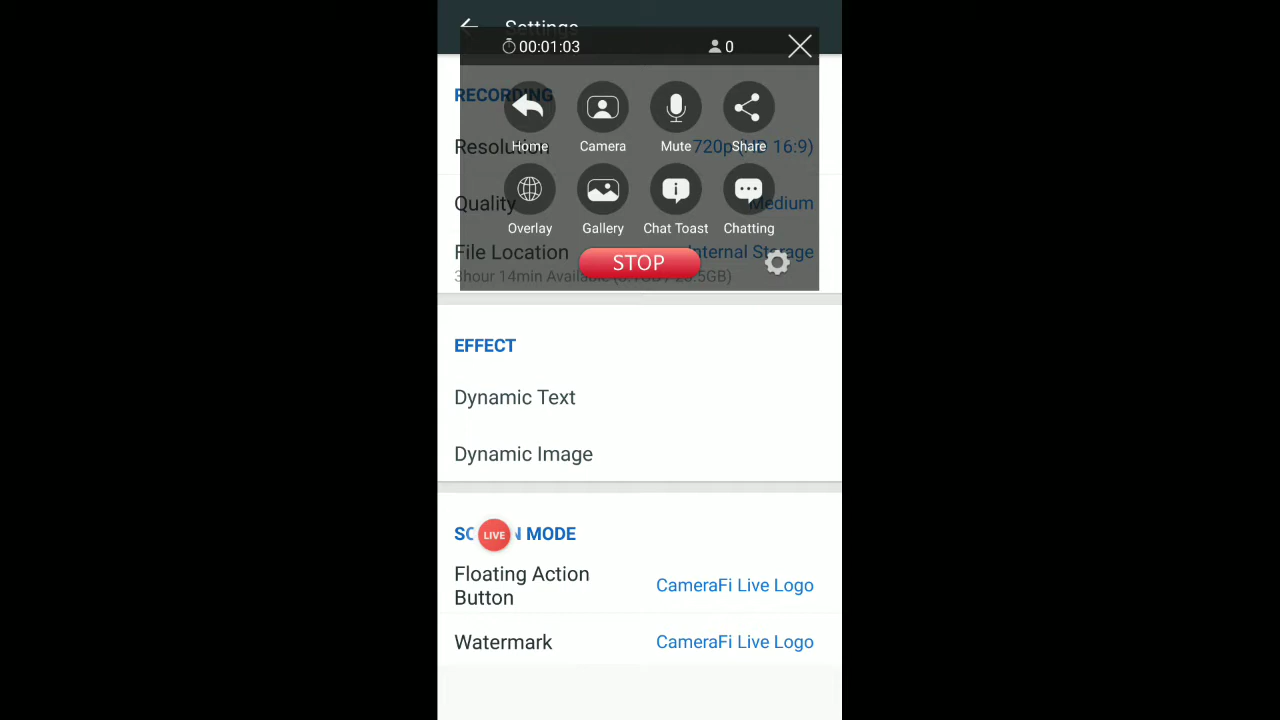 Settings
00:01:03
0
RECORDING
Home
Camera
Mute
Share
Resolution
720p (HD 16:9)
Overlay
Gallery
Chat Toast
Chatting
Quality
Medium
File Location
Internal Storage
STOP
3hour 14min Available
EFFECT
Dynamic Text
Dynamic Image
SCREEN MODE
LIVE
Floating Action
Button
CameraFi Live Logo
Watermark
CameraFi Live Logo